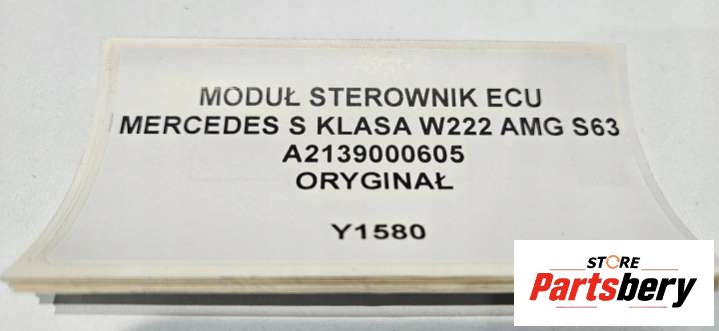 MODUŁ STEROWNIK ECU
MERCEDES S KLASA W222 AMG S63
A2139000605
ORYGINAŁ
Y1580
STORE
Partsbery